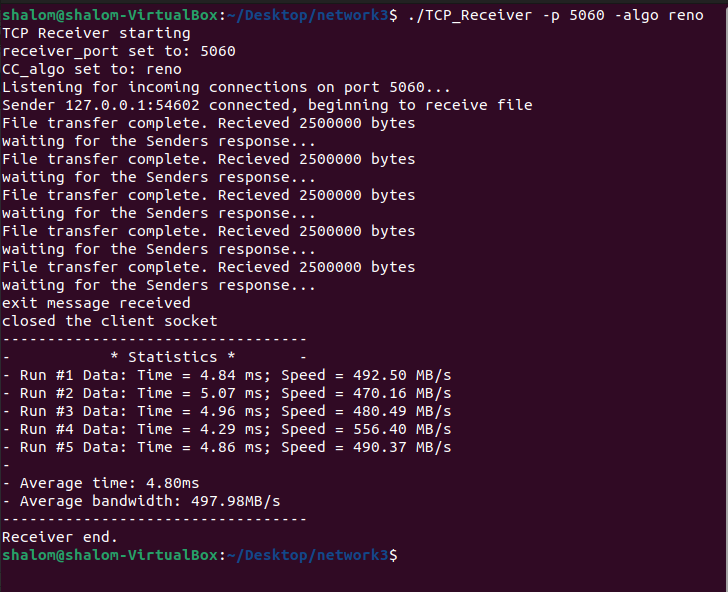 shalom@shalom-VirtualBox:~/Desktop/network3$ ./TCP_Receiver -p 5060 -algo reno
TCP Receiver starting
receiver_port set to: 5060
CC_algo set to: reno
Listening for incoming connections on port 5060...
Sender 127.0.0.1:54602 connected, beginning to receive file
File transfer complete. Recieved 2500000 bytes
waiting for the Senders response...
File transfer complete. Recieved 2500000 bytes
waiting for the Senders response...
File transfer complete. Recieved 2500000 bytes
waiting for the Senders response...
File transfer complete. Recieved 2500000 bytes
waiting for the Senders response...
File transfer complete. Recieved 2500000 bytes
waiting for the Senders response...
exit message received
closed the client socket
----------------------------------
-           * Statistics *       -
- Run #1 Data: Time = 4.84 ms; Speed = 492.50 MB/s
- Run #2 Data: Time = 5.07 ms; Speed = 470.16 MB/s
- Run #3 Data: Time = 4.96 ms; Speed = 480.49 MB/s
- Run #4 Data: Time = 4.29 ms; Speed = 556.40 MB/s
- Run #5 Data: Time = 4.86 ms; Speed = 490.37 MB/s
-
- Average time: 4.80ms
- Average bandwidth: 497.98MB/s
----------------------------------
Receiver end.
shalom@shalom-VirtualBox:~/Desktop/network3$